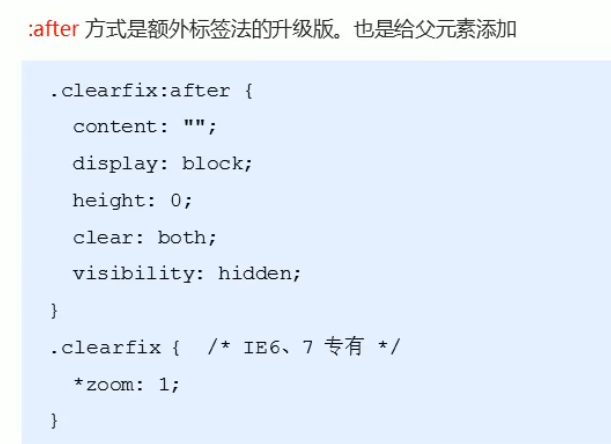 :after 方式是额外标签法的升级版。也是给父元素添加
.clearfix:after {
content: "";
display: block;
height: 0;
clear: both;
visibility: hidden;
}
.clearfix { /* IE6、7 专有 */
*zoom: 1;
}